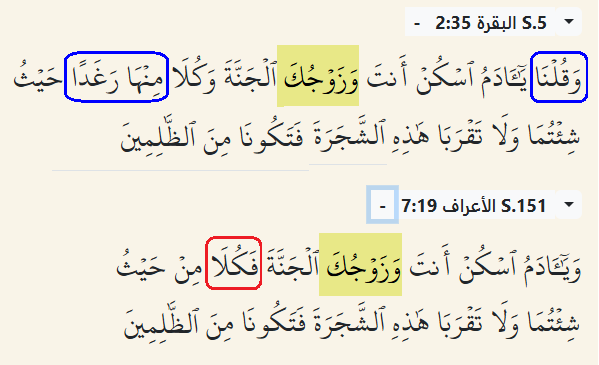 S.5 البقرة 2:35 -
وَقُلْنَا يَـٰٓـَٔادَمُ ٱسْكُنْ أَنتَ وَزَوْجُكَ ٱلْجَنَّةَ وَكُلَا مِنْهَا رَغَدًا حَيْثُ
شِئْتُمَا وَلَا تَقْرَبَا هَـٰذِهِ ٱلشَّجَرَةَ فَتَكُونَا مِنَ ٱلظَّـٰلِمِينَ
S.151 الأعراف 7:19 -
وَيَـٰٓـَٔادَمُ ٱسْكُنْ أَنتَ وَزَوْجُكَ ٱلْجَنَّةَ فَكُلَا مِنْ حَيْثُ
شِئْتُمَا وَلَا تَقْرَبَا هَـٰذِهِ ٱلشَّجَرَةَ فَتَكُونَا مِنَ ٱلظَّـٰلِمِينَ